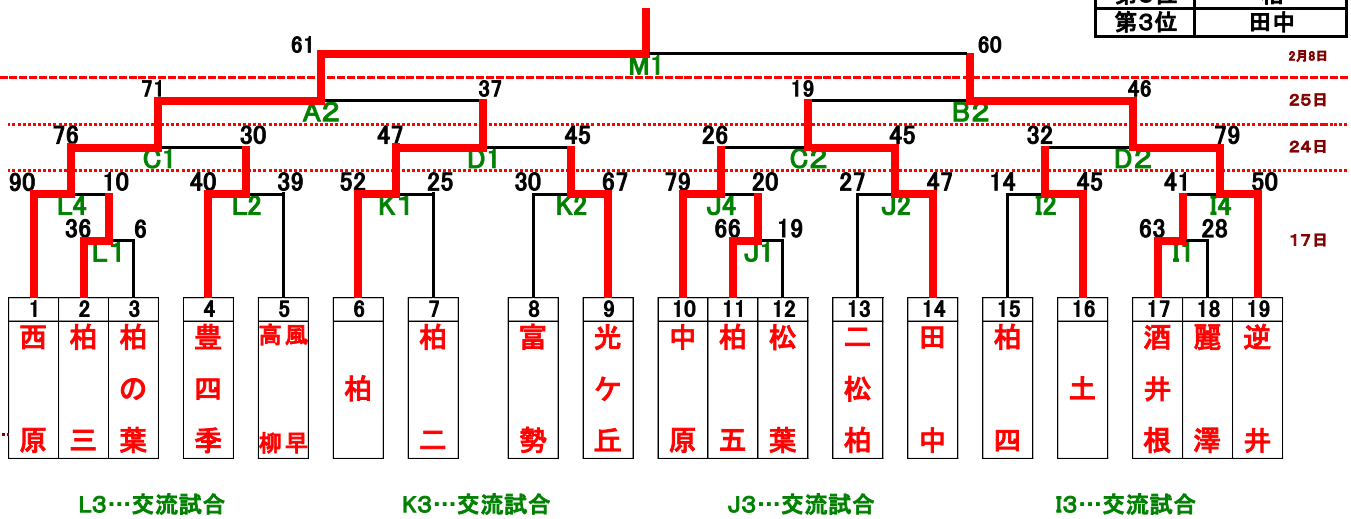 第3位 柏
第3位 田中
61 60
M1 2月8日
71 37 19 46
A2 B2 25日
76 30 47 45 26 45 32 79
C1 D1 C2 D2 24日
90 10 40 39 52 25 30 67 79 20 27 47 14 45 41 50
L4 L2 K1 K2 J4 J2 I2 I4
36 6 66 19 63 28 17日
L1 J1 I1
1 2 3 4 5 6 7 8 9 10 11 12 13 14 15 16 17 18 19
西原
柏三
柏の葉
豊四季
風早
高柳
柏
柏二
富勢
光ケ丘
中原
柏五
松葉
二松柏
田中
柏四
土
酒井根
麗澤
逆井
L3…交流試合 K3…交流試合 J3…交流試合 I3…交流試合